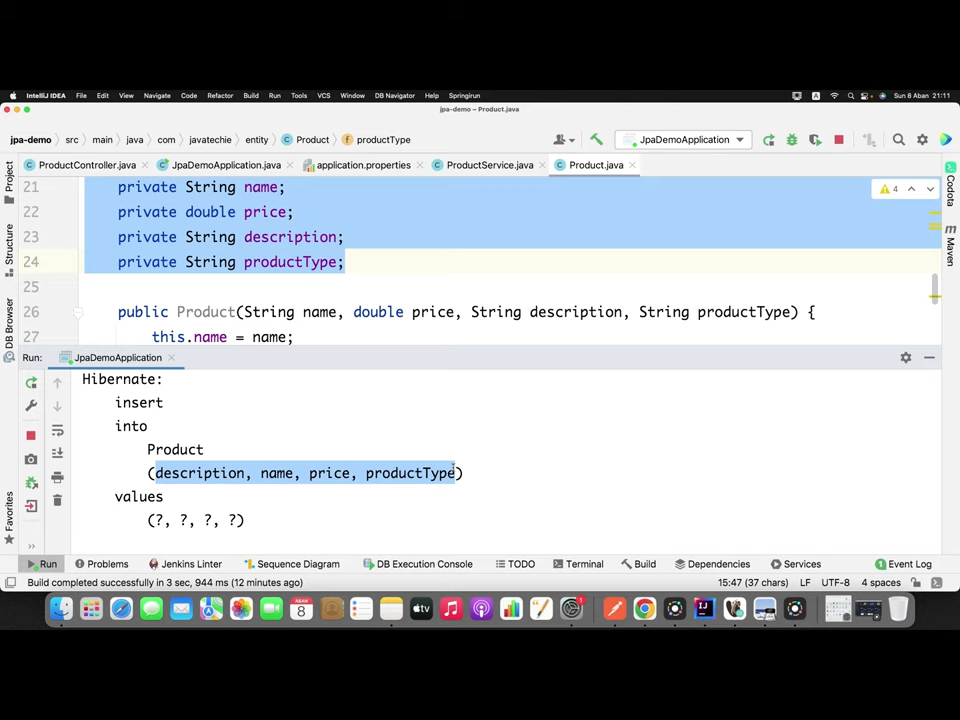 IntelliJ IDEA File Edit View Navigate Code Refactor Build Run Tools VCS Window DB Navigator Help Springirun A Sun 8 Aban 21:11
jpa-demo – Product.java
jpa-demo src main java com javatechie entity Product productType JpaDemoApplication
ProductController.java JpaDemoApplication.java application.properties ProductService.java Product.java
21 private String name;
22 private double price;
23 private String description;
24 private String productType;
25
26 public Product(String name, double price, String description, String productType) {
27 this.name = name;
4
Project
Structure
DB Browser
Favorites
Codota
Maven
Run: JpaDemoApplication
Hibernate:
insert
into
Product
(description, name, price, productType)
values
(?, ?, ?, ?)
Run Problems Jenkins Linter Sequence Diagram DB Execution Console TODO Terminal Build Dependencies Services 1 Event Log
Build completed successfully in 3 sec, 944 ms (12 minutes ago) 15:47 (37 chars) LF UTF-8 4 spaces
ABAN
8
tv
1